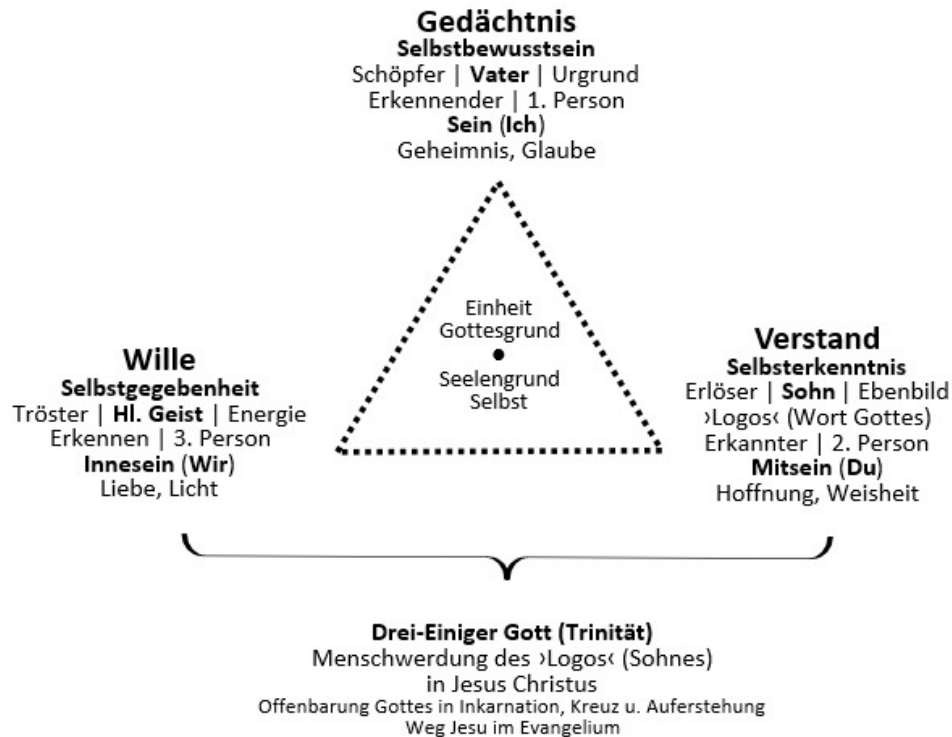 Gedächtnis
Selbstbewusstsein
Schöpfer | Vater | Urgrund
Erkennender | 1. Person
Sein (Ich)
Geheimnis, Glaube
Einheit
Gottesgrund
Seelengrund
Selbst
Wille
Selbstgegebenheit
Tröster | Hl. Geist | Energie
Erkennen | 3. Person
Innesein (Wir)
Liebe, Licht
Verstand
Selbsterkenntnis
Erlöser | Sohn | Ebenbild
›Logos‹ (Wort Gottes)
Erkannter | 2. Person
Mitsein (Du)
Hoffnung, Weisheit
Drei-Einiger Gott (Trinität)
Menschwerdung des ›Logos‹ (Sohnes)
in Jesus Christus
Offenbarung Gottes in Inkarnation, Kreuz u. Auferstehung
Weg Jesu im Evangelium